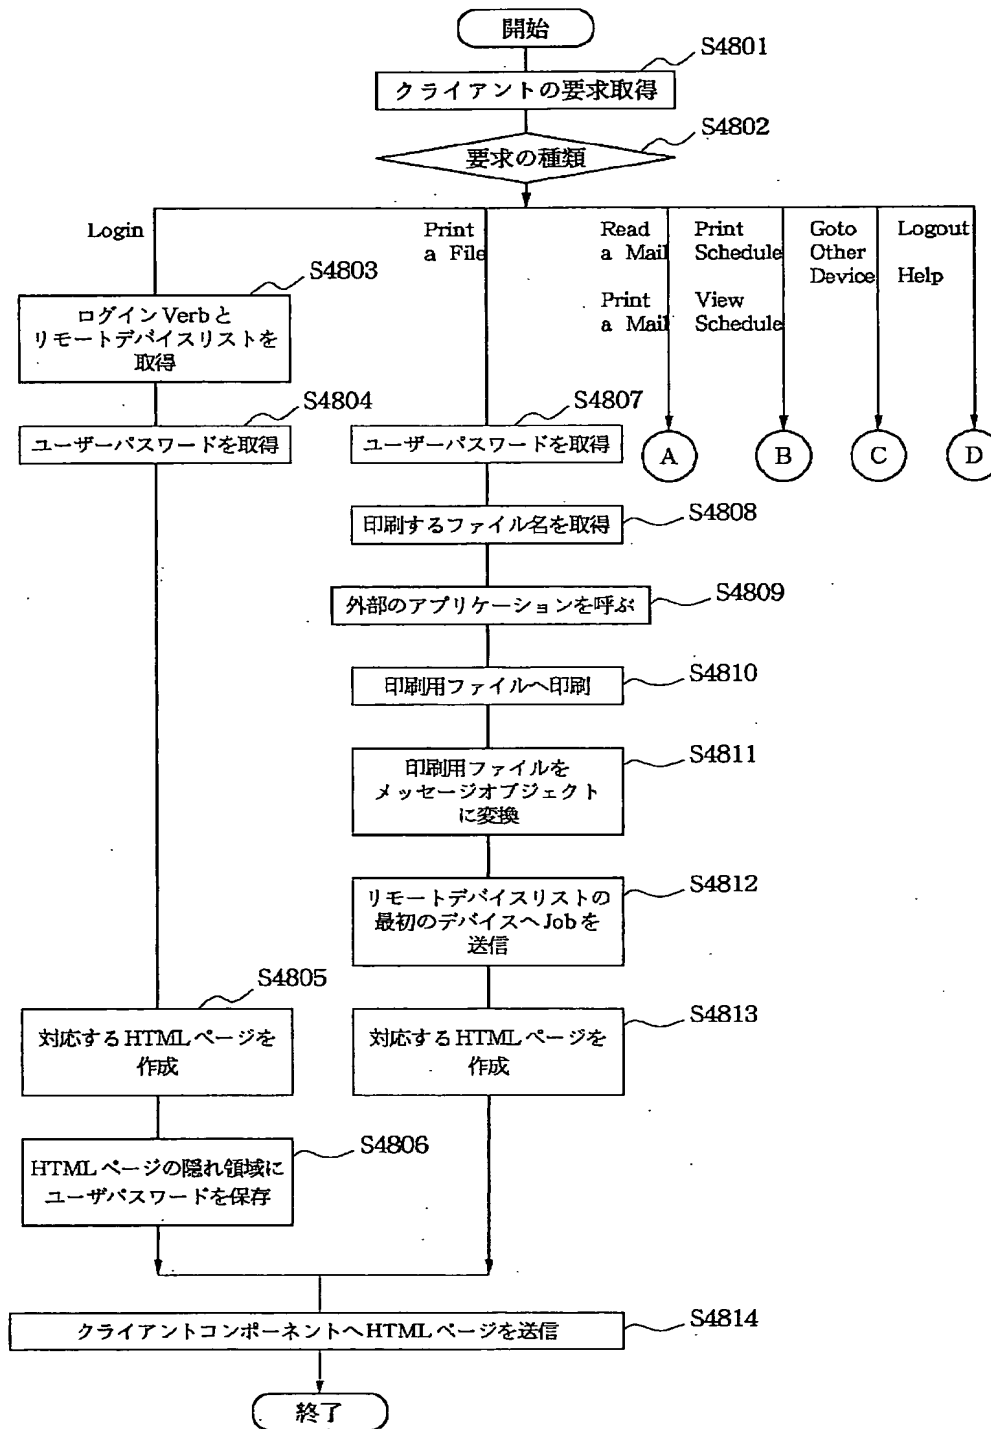 開始
S4801
クライアントの要求取得
S4802
要求の種類
Login
Print
a File
Read
a Mail
Print
a Mail
Print
Schedule
View
Schedule
Goto
Other
Device
Logout
Help
S4803
ログインVerbと
リモートデバイスリストを
取得
S4804
ユーザーパスワードを取得
S4807
ユーザーパスワードを取得
A
B
C
D
S4808
印刷するファイル名を取得
S4809
外部のアプリケーションを呼ぶ
S4810
印刷用ファイルへ印刷
S4811
印刷用ファイルを
メッセージオブジェクト
に変換
S4812
リモートデバイスリストの
最初のデバイスへJobを
送信
S4805
対応するHTMLページを
作成
S4813
対応するHTMLページを
作成
S4806
HTMLページの隠れ領域に
ユーザパスワードを保存
クライアントコンポーネントへHTMLページを送信
S4814
終了